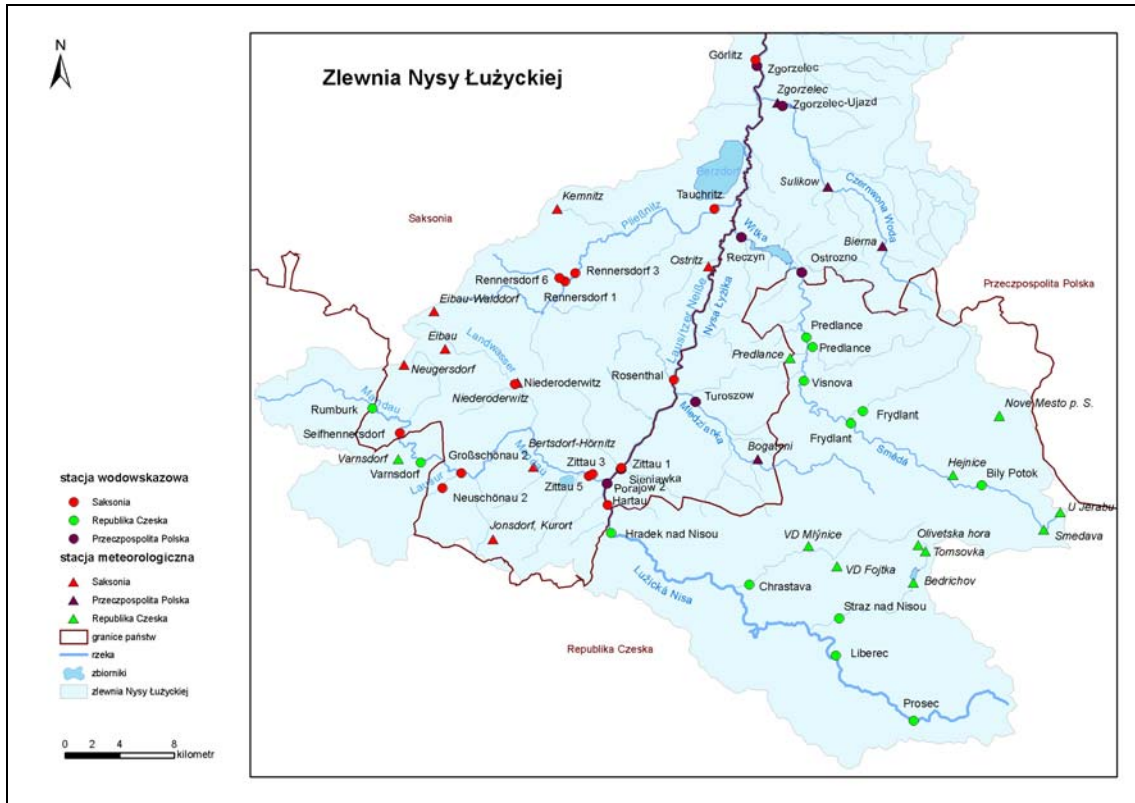 N
Zlewnia Nysy Łużyckiej
Görlitz
Zgorzelec
Zgorzelec
Zgorzelec-Ujazd
Berzdorf
Kemnitz
Sulikow
Czerwona Woda
Tauchritz
Pließnitz
Saksonia
Witka
Reczyn
Bierna
Ostritz
Ostrozno
Rennersdorf 3
Rennersdorf 6
Rennersdorf 1
Przeczpospolita Polska
Eibau-Walddorf
Lausitzer Neiße
Nysa Łyżika
Predlance
Predlance
Predlance
Eibau
Landwasser
Neugersdorf
Rosenthal
Visnova
Niederoderwitz
Niederoderwitz
Turoszow
Mandau
Rumburk
Miedzianka
Frydlant
Frydlant
Nove Mesto p. S.
Seifhennersdorf
Smědá
Bertsdorf-Hörnitz
Großschönau 2
Mandau
Varnsdorf
Varnsdorf
Lausur
Zittau 3
Zittau 1
Zittau 5
Sieniawka
Porajow 2
Bogatyni
Hejnice
Bily Potok
Neuschönau 2
Hartau
U Jerabu
Smedava
Jonsdorf, Kurort
Hradek nad Nisou
VD Mlýnice
Olivetska hora
Tomsovka
VD Fojtka
Bedrichov
Lužická Nisa
Chrastava
Straz nad Nisou
Republika Czeska
Liberec
Prosec
stacja wodowskazowa
Saksonia
Republika Czeska
Przeczpospolita Polska
stacja meteorologiczna
Saksonia
Przeczpospolita Polska
Republika Czeska
granice państw
rzeka
zbiorniki
zlewnia Nysy Łużyckiej
0 2 4 8
kilometr